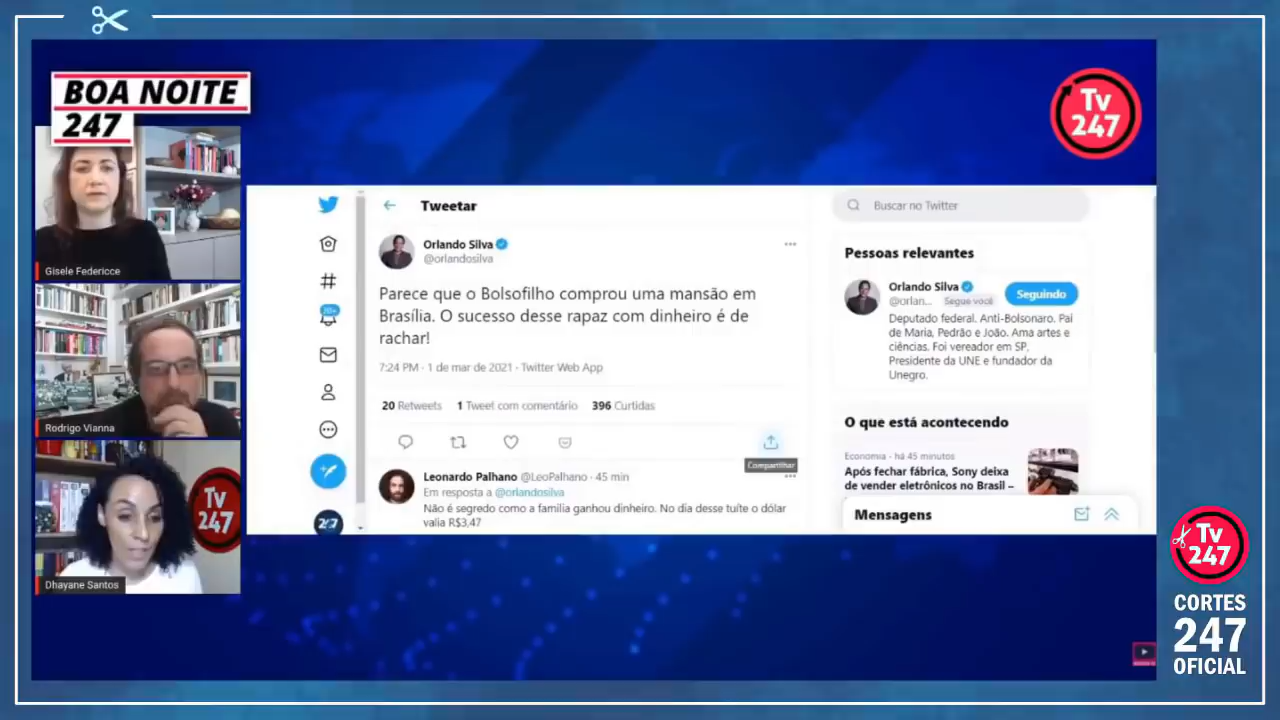 BOA NOITE
247
Tv
247
Gisele Federicce
Rodrigo Vianna
Tv
247
Dhayane Santos
Tweetar
Orlando Silva
@orlandosilva
Parece que o Bolsofilho comprou uma mansão em
Brasília. O sucesso desse rapaz com dinheiro é de
rachar!
7:24 PM · 1 de mar de 2021 · Twitter Web App
20 Retweets 1 Tweet com comentário 396 Curtidas
Compartilhar
Leonardo Palhano @LeoPalhano · 45 min
Em resposta a @orlandosilva
Não é segredo como a família ganhou dinheiro. No dia desse tuíte o dólar
valia R$3,47
20+
247
Buscar no Twitter
Pessoas relevantes
Orlando Silva
@orlan... Segue você
Seguindo
Deputado federal. Anti-Bolsonaro. Pai
de Maria, Pedrão e João. Ama artes e
ciências. Foi vereador em SP,
Presidente da UNE e fundador da
Unegro.
O que está acontecendo
Economia · há 45 minutos
Após fechar fábrica, Sony deixa
de vender eletrônicos no Brasil –
Mensagens
Tv
247
CORTES
247
OFICIAL